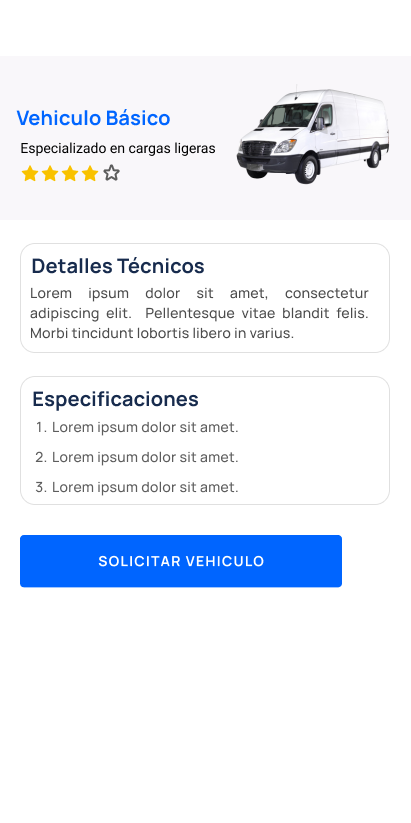 Vehiculo Básico
Especializado en cargas ligeras
Detalles Técnicos
Lorem ipsum dolor sit amet, consectetur
adipiscing elit. Pellentesque vitae blandit felis.
Morbi tincidunt lobortis libero in varius.
Especificaciones
1. Lorem ipsum dolor sit amet.
2. Lorem ipsum dolor sit amet.
3. Lorem ipsum dolor sit amet.
SOLICITAR VEHICULO